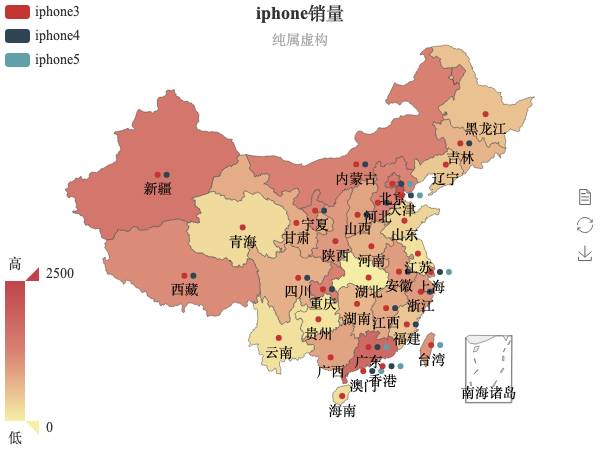 iphone销量
纯属虚构
iphone3
iphone4
iphone5
黑龙江
吉林
辽宁
内蒙古
新疆
北京
天津
河北
山西
宁夏
甘肃
青海
山东
陕西
河南
江苏
西藏
四川
重庆
湖北
安徽
上海
浙江
湖南
江西
贵州
福建
云南
广西
广东
台湾
香港
澳门
海南
南海诸岛
高
2500
0
低